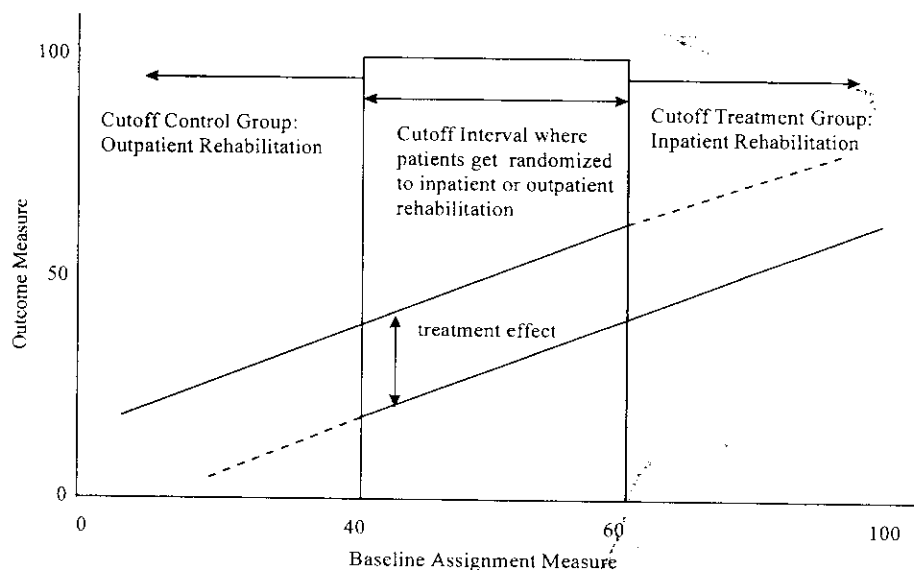 100
Cutoff Control Group:
Outpatient Rehabilitation
Cutoff Interval where
patients get randomized
to inpatient or outpatient
rehabilitation
Cutoff Treatment Group:
Inpatient Rehabilitation
50
treatment effect
Outcome Measure
0
0
40
60
100
Baseline Assignment Measure